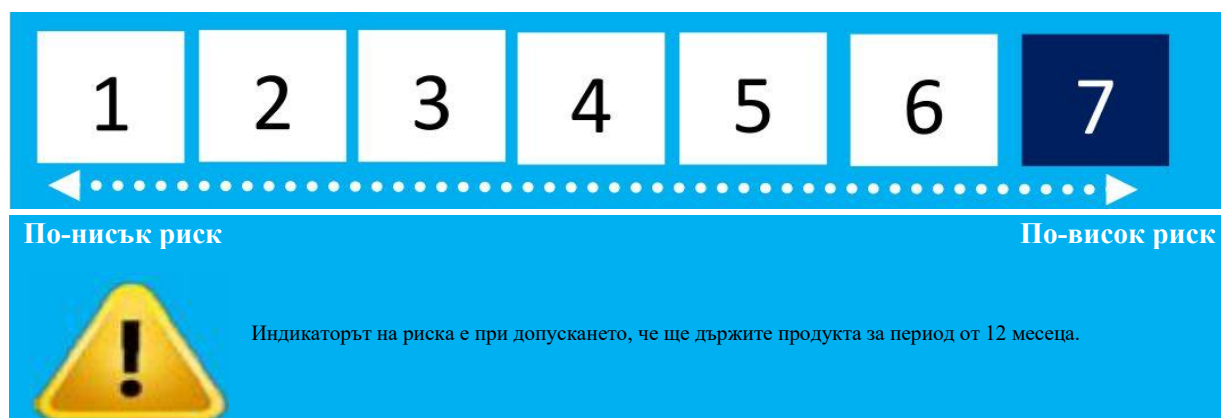 1 2 3 4 5 6 7
По-нисък риск По-висок риск
Индикаторът на риска е при допускането, че ще държите продукта за период от 12 месеца.